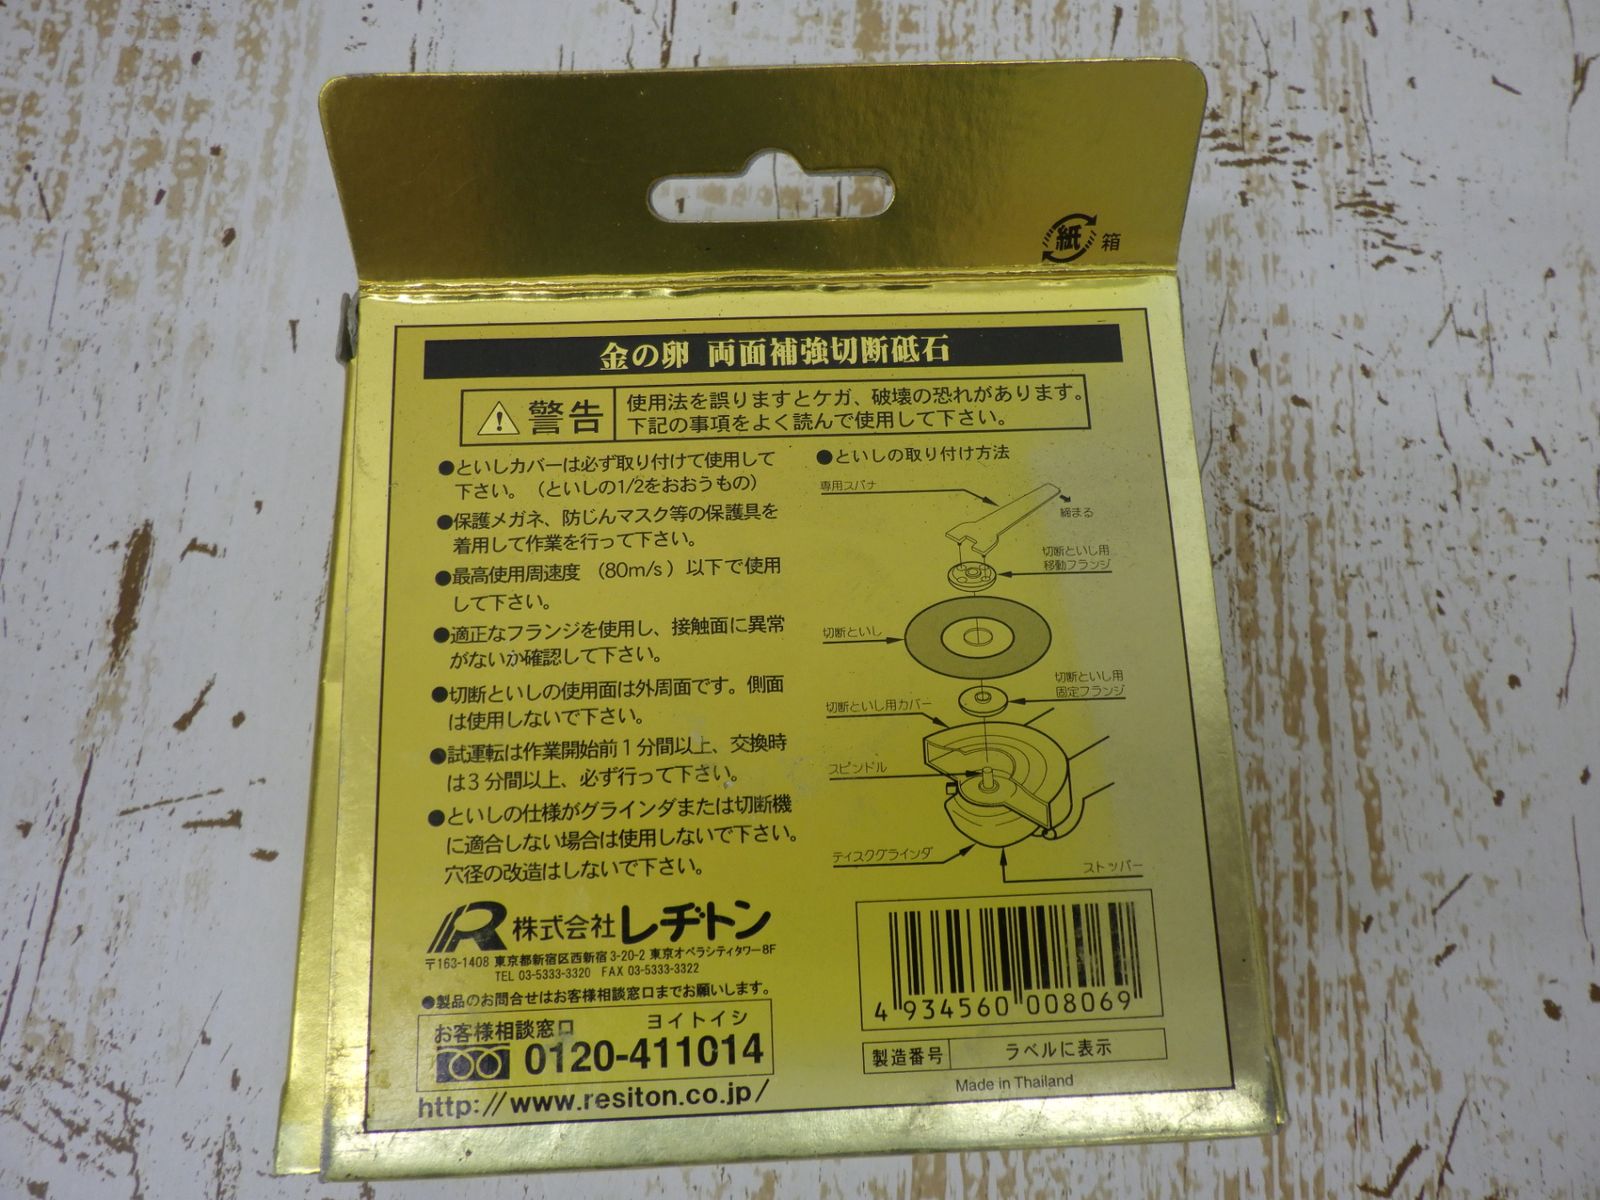 紙 箱
金の卵 両面補強切断砥石
警告
使用法を誤りますとケガ、破壊の恐れがあります。
下記の事項をよく読んで使用して下さい。
●といしカバーは必ず取り付けて使用して
下さい。（といしの1/2をおおうもの）
●保護メガネ、防じんマスク等の保護具を
着用して作業を行って下さい。
●最高使用周速度 （80m/s）以下で使用
して下さい。
●適正なフランジを使用し、接触面に異常
がないか確認して下さい。
●切断といしの使用面は外周面です。側面
は使用しないで下さい。
●試運転は作業開始前1分間以上、交換時
は3分間以上、必ず行って下さい。
●といしの仕様がグラインダまたは切断機
に適合しない場合は使用しないで下さい。
穴径の改造はしないで下さい。
●といしの取り付け方法
専用スパナ
締まる
切断といし用
移動フランジ
切断といし
切断といし用
固定フランジ
切断といし用カバー
スピンドル
ディスクグラインダ
ストッパー
株式会社レヂトン
〒163-1408 東京都新宿区西新宿3-20-2 東京オペラシティタワー8F
TEL 03-5333-3320 FAX 03-5333-3322
●製品のお問合せはお客様相談窓口までお願いします。
お客様相談窓口 ヨイトイシ
0120-411014
http://www.resiton.co.jp/
4 934560 008069
製造番号 ラベルに表示
Made in Thailand